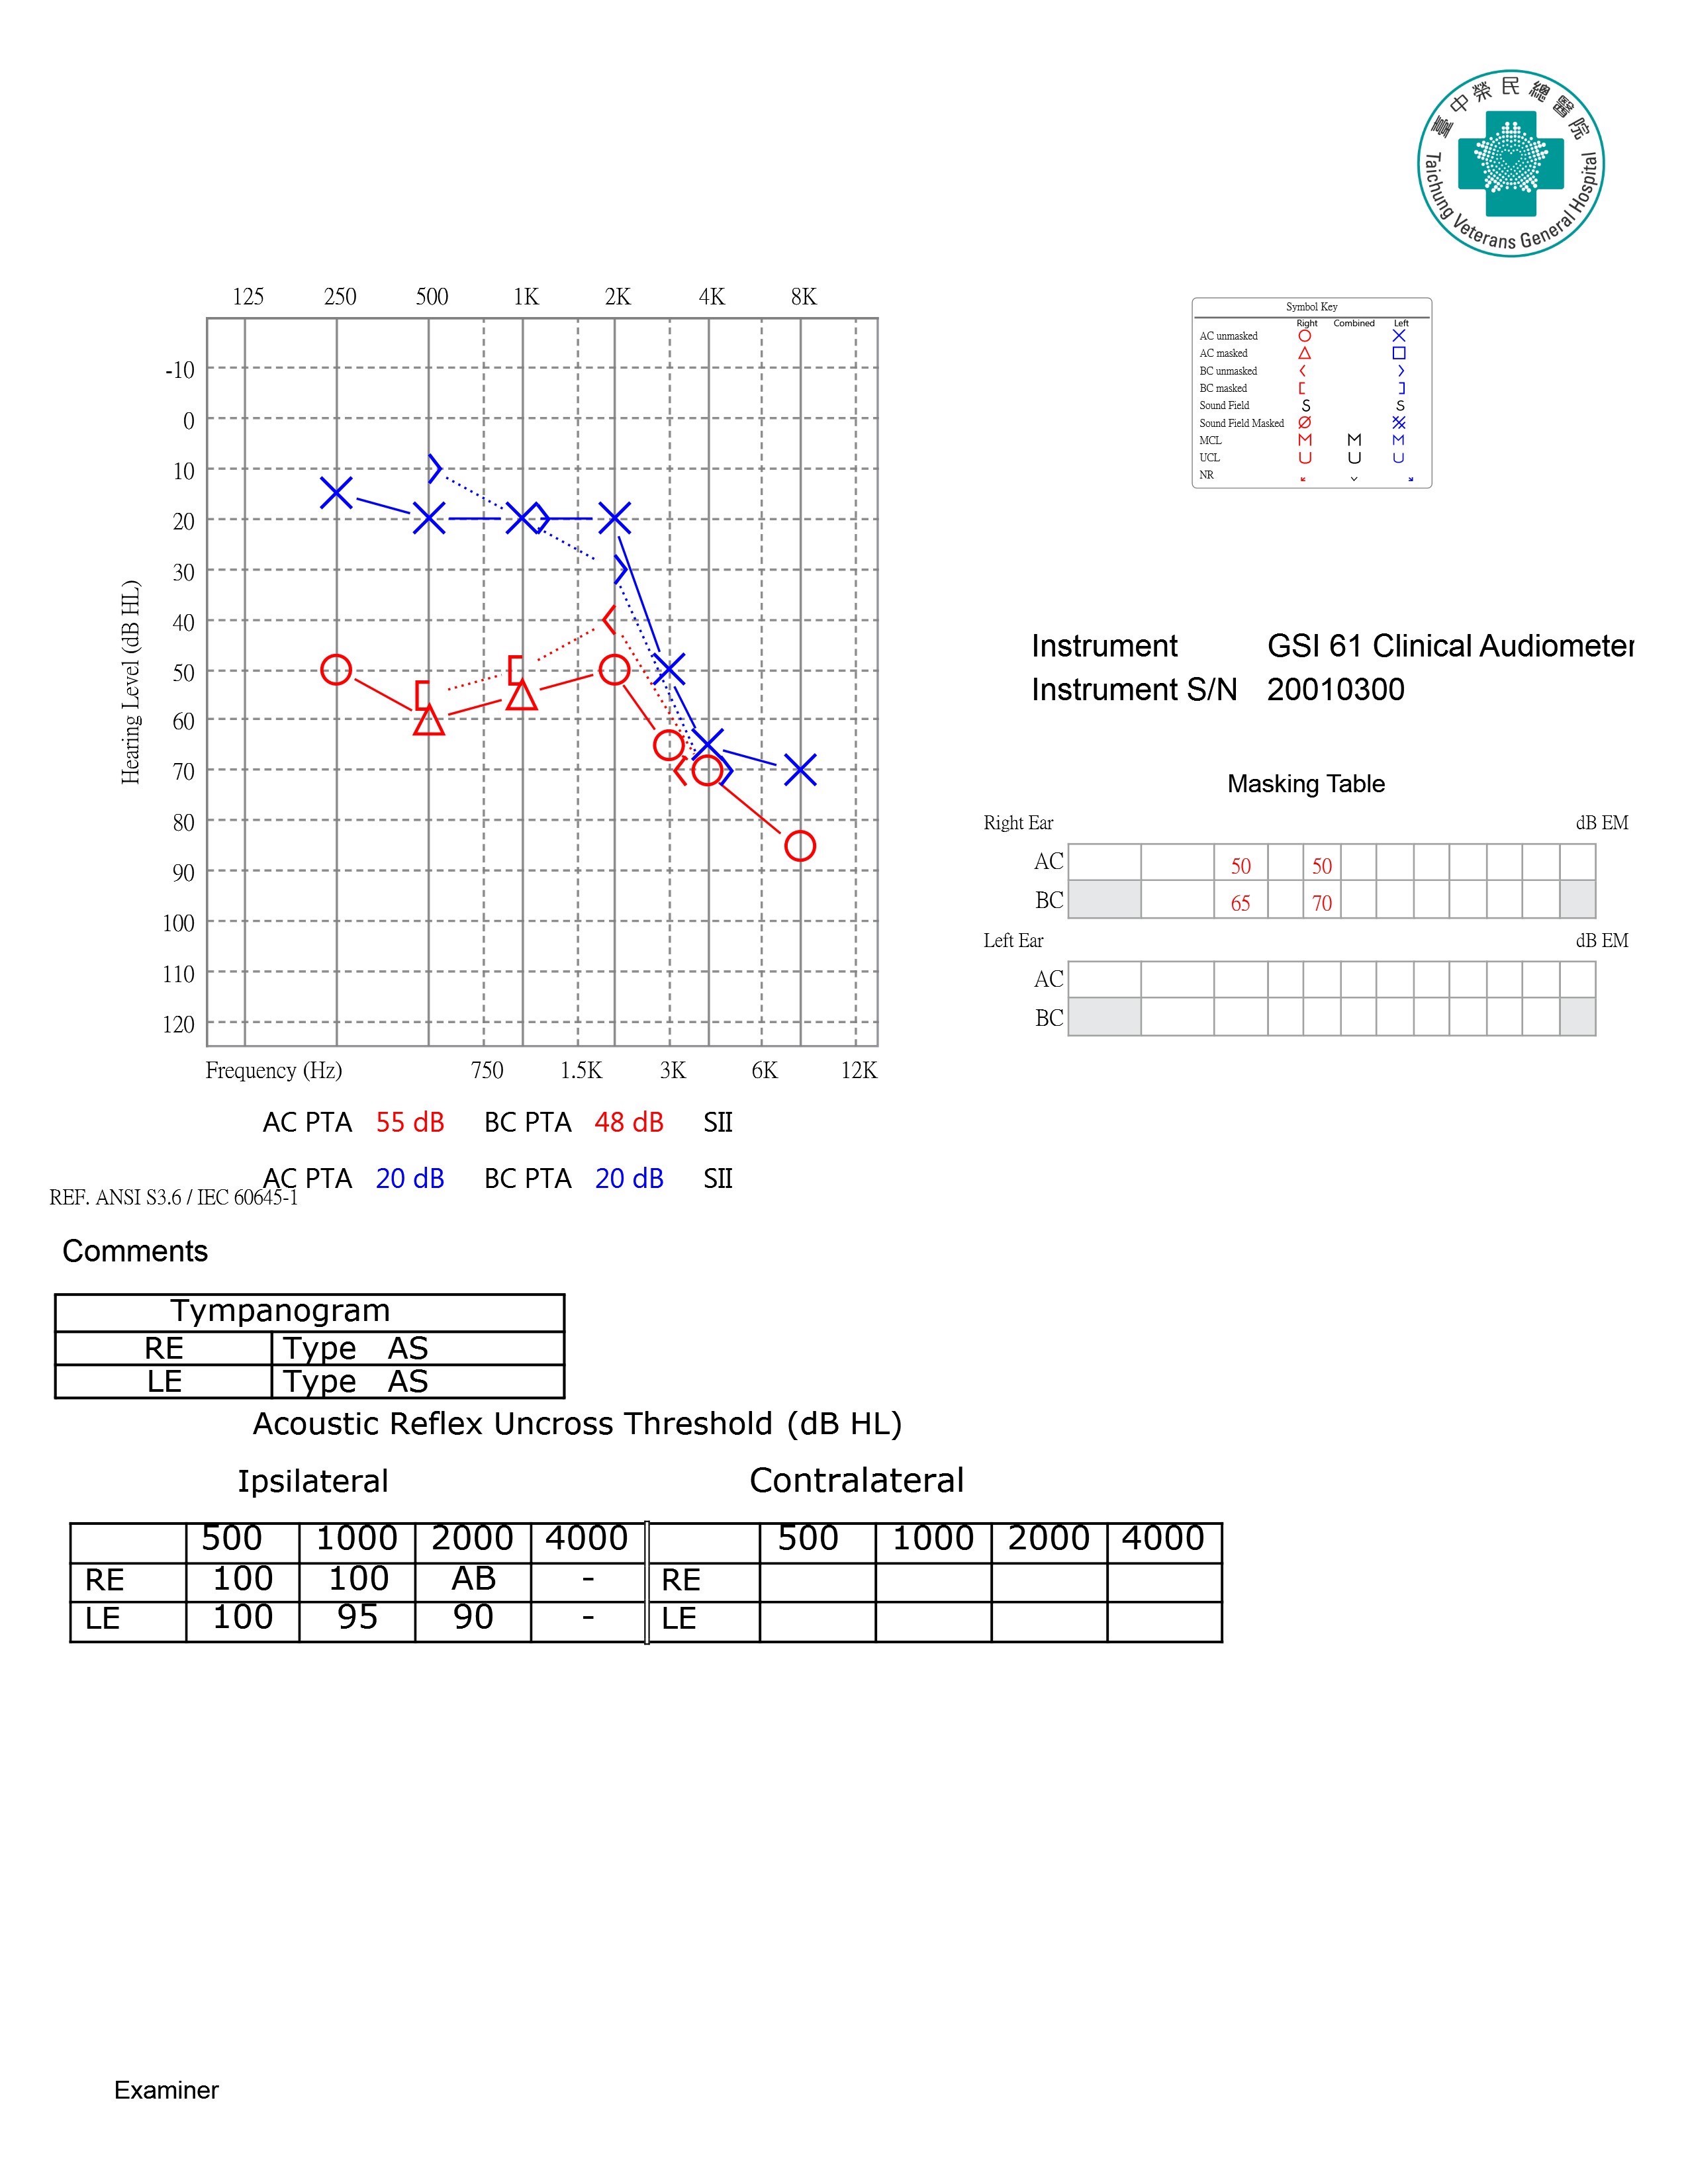 臺中榮民總醫院
Taichung Veterans General Hospital
125 250 500 1K 2K 4K 8K
Symbol Key
Right Combined Left
AC unmasked
AC masked
BC unmasked
BC masked
Sound Field S S
Sound Field Masked
MCL M M M
UCL U U U
NR
-10
0
10
20
30
40
50
60
70
80
90
100
110
120
Hearing Level (dB HL)
Frequency (Hz) 750 1.5K 3K 6K 12K
Instrument GSI 61 Clinical Audiometer
Instrument S/N 20010300
Masking Table
Right Ear dB EM
AC 50 50
BC 65 70
Left Ear dB EM
AC
BC
AC PTA 55 dB BC PTA 48 dB SII
AC PTA 20 dB BC PTA 20 dB SII
REF. ANSI S3.6 / IEC 60645-1
Comments
Tympanogram
RE Type AS
LE Type AS
Acoustic Reflex Uncross Threshold (dB HL)
Ipsilateral Contralateral
500 1000 2000 4000 500 1000 2000 4000
RE 100 100 AB - RE
LE 100 95 90 - LE
Examiner